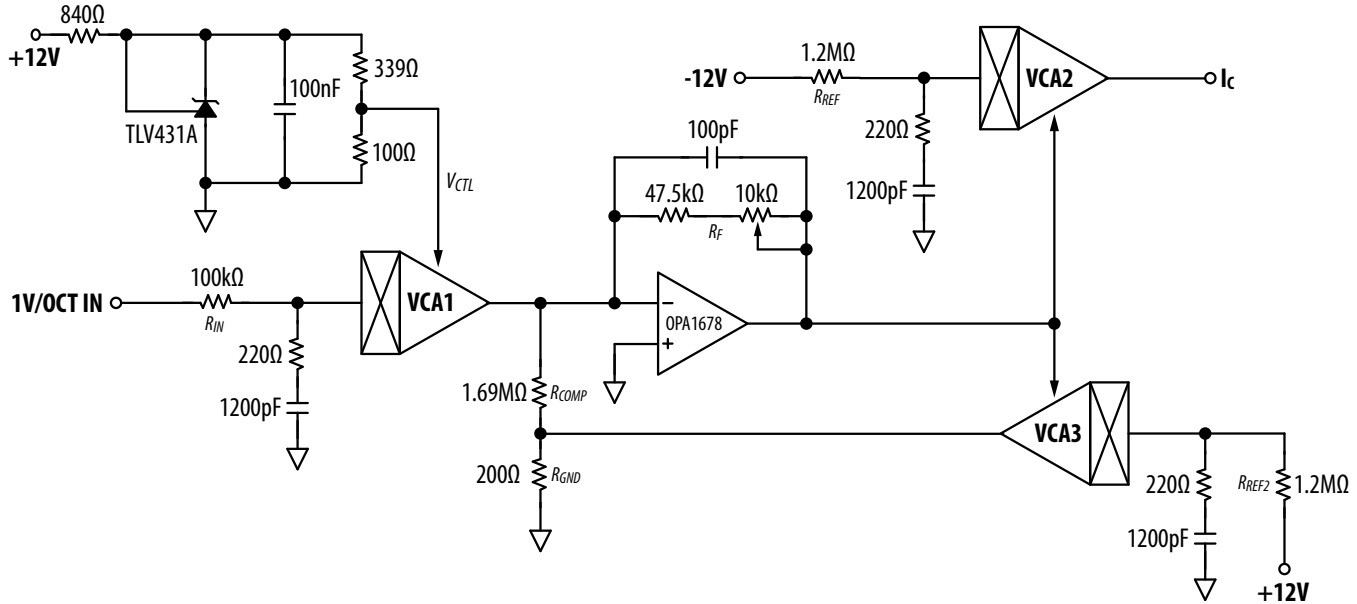 840Ω
+12V
339Ω
100nF
TLV431A
100Ω
VCTL
1.2MΩ
-12V
RREF
VCA2
IC
220Ω
1200pF
100pF
47.5kΩ
10kΩ
RF
100kΩ
1V/OCT IN
RIN
VCA1
220Ω
1200pF
−
OPA1678
+
1.69MΩ
RCOMP
200Ω
RGND
VCA3
220Ω
RREF2
1.2MΩ
1200pF
+12V